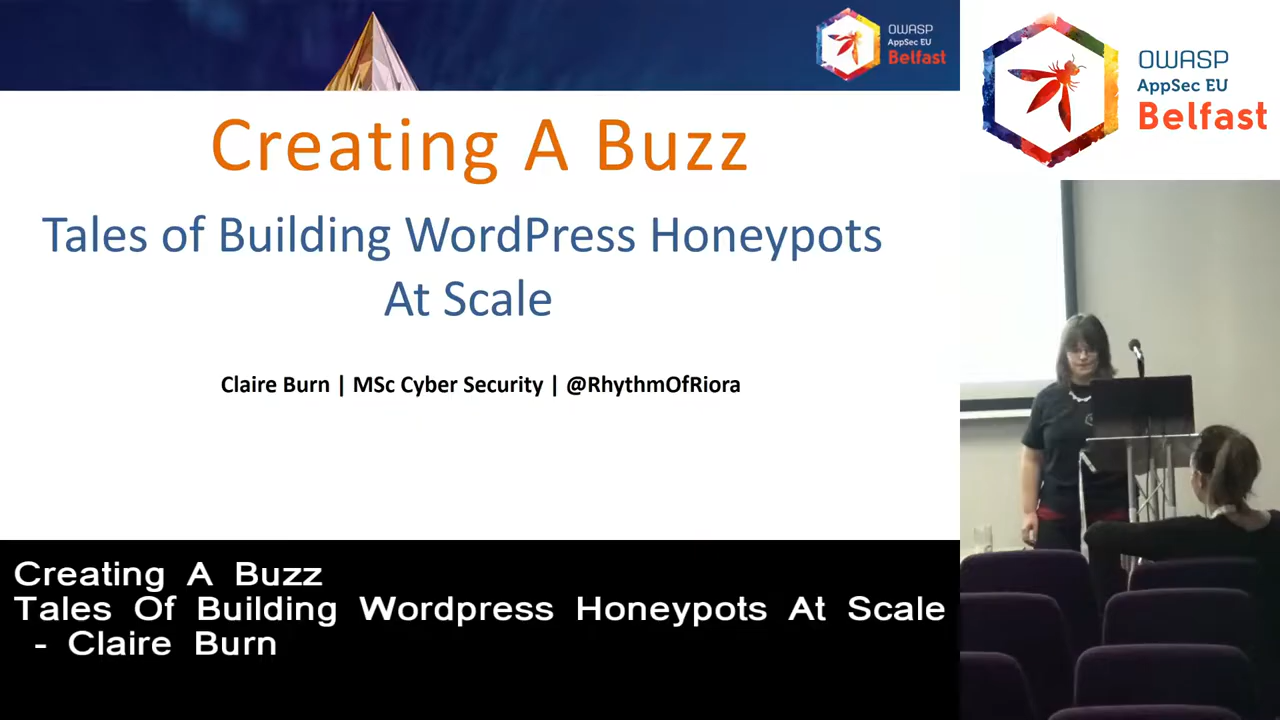 OWASP
AppSec EU
Belfast
OWASP
AppSec EU
Belfast
Creating A Buzz
Tales of Building WordPress Honeypots
At Scale
Claire Burn | MSc Cyber Security | @RhythmOfRiora
Creating A Buzz
Tales Of Building Wordpress Honeypots At Scale
- Claire Burn